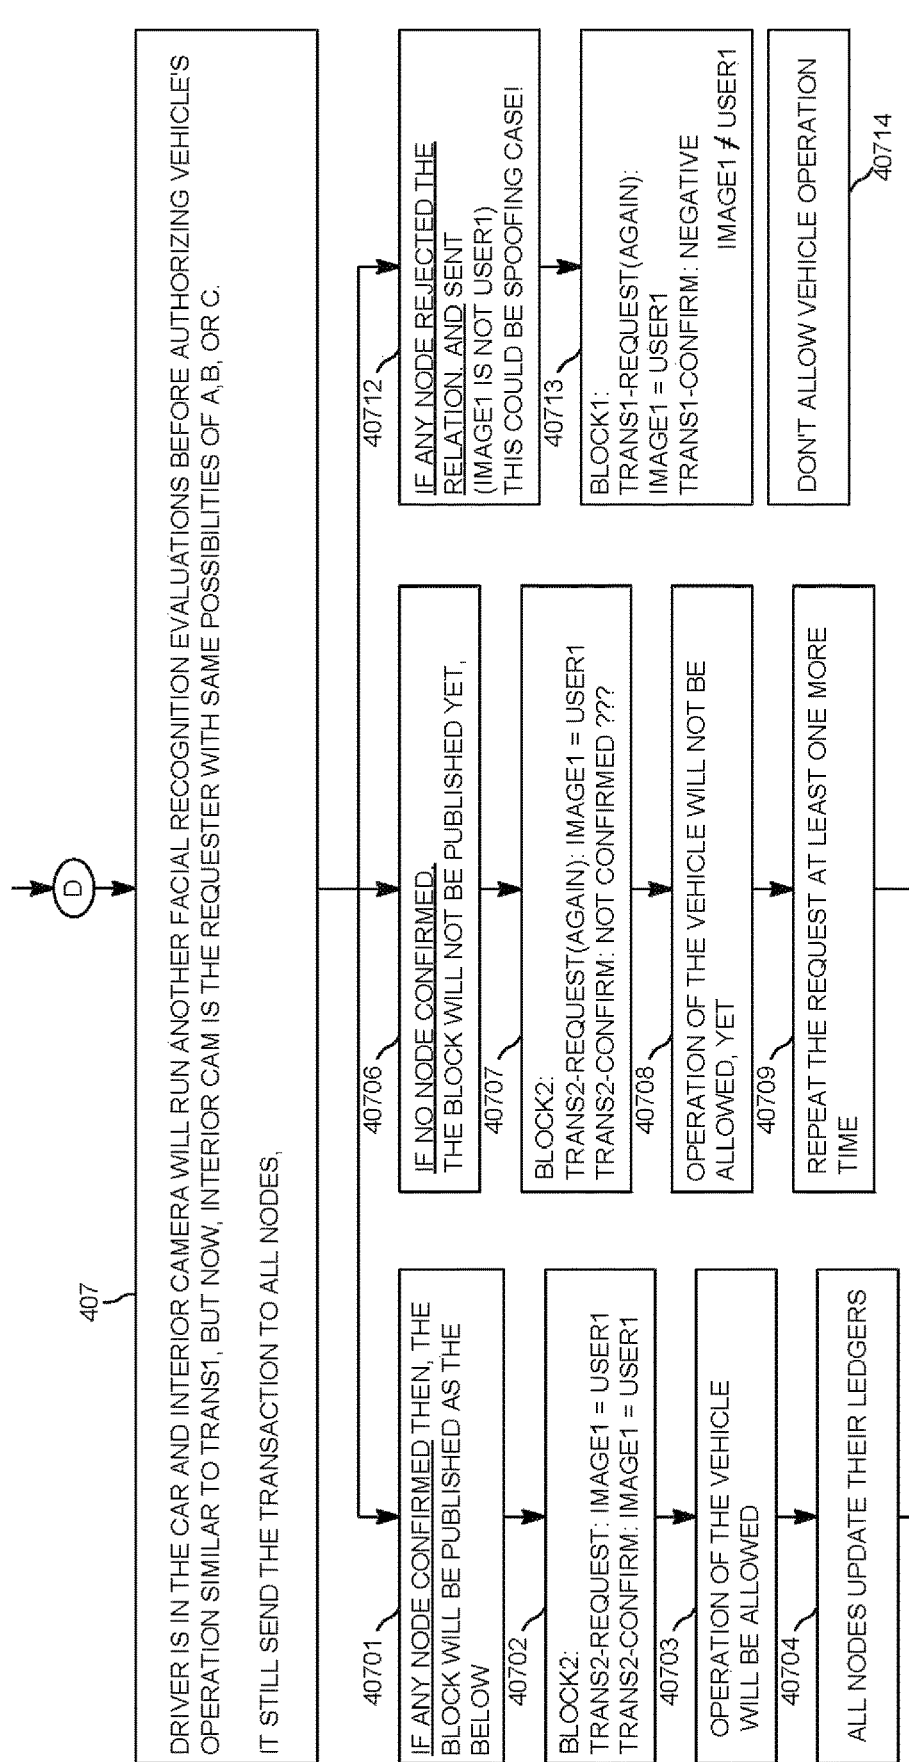 D
407
DRIVER IS IN THE CAR AND INTERIOR CAMERA WILL RUN ANOTHER FACIAL RECOGNITION EVALUATIONS BEFORE AUTHORIZING VEHICLE'S
OPERATION SIMILAR TO TRANS1, BUT NOW, INTERIOR CAM IS THE REQUESTER WITH SAME POSSIBILITIES OF A,B, OR C.
IT STILL SEND THE TRANSACTION TO ALL NODES,
40701
IF ANY NODE CONFIRMED THEN, THE
BLOCK WILL BE PUBLISHED AS THE
BELOW
40702
BLOCK2:
TRANS2-REQUEST: IMAGE1 = USER1
TRANS2-CONFIRM: IMAGE1 = USER1
40703
OPERATION OF THE VEHICLE
WILL BE ALLOWED
40704
ALL NODES UPDATE THEIR LEDGERS
40706
IF NO NODE CONFIRMED,
THE BLOCK WILL NOT BE PUBLISHED YET,
40707
BLOCK2:
TRANS2-REQUEST(AGAIN): IMAGE1 = USER1
TRANS2-CONFIRM: NOT CONFIRMED ???
40708
OPERATION OF THE VEHICLE WILL NOT BE
ALLOWED, YET
40709
REPEAT THE REQUEST AT LEAST ONE MORE
TIME
40712
IF ANY NODE REJECTED THE
RELATION, AND SENT
(IMAGE1 IS NOT USER1)
THIS COULD BE SPOOFING CASE!
40713
BLOCK1:
TRANS1-REQUEST(AGAIN):
IMAGE1 = USER1
TRANS1-CONFIRM: NEGATIVE
IMAGE1 ≠ USER1
DON'T ALLOW VEHICLE OPERATION
40714